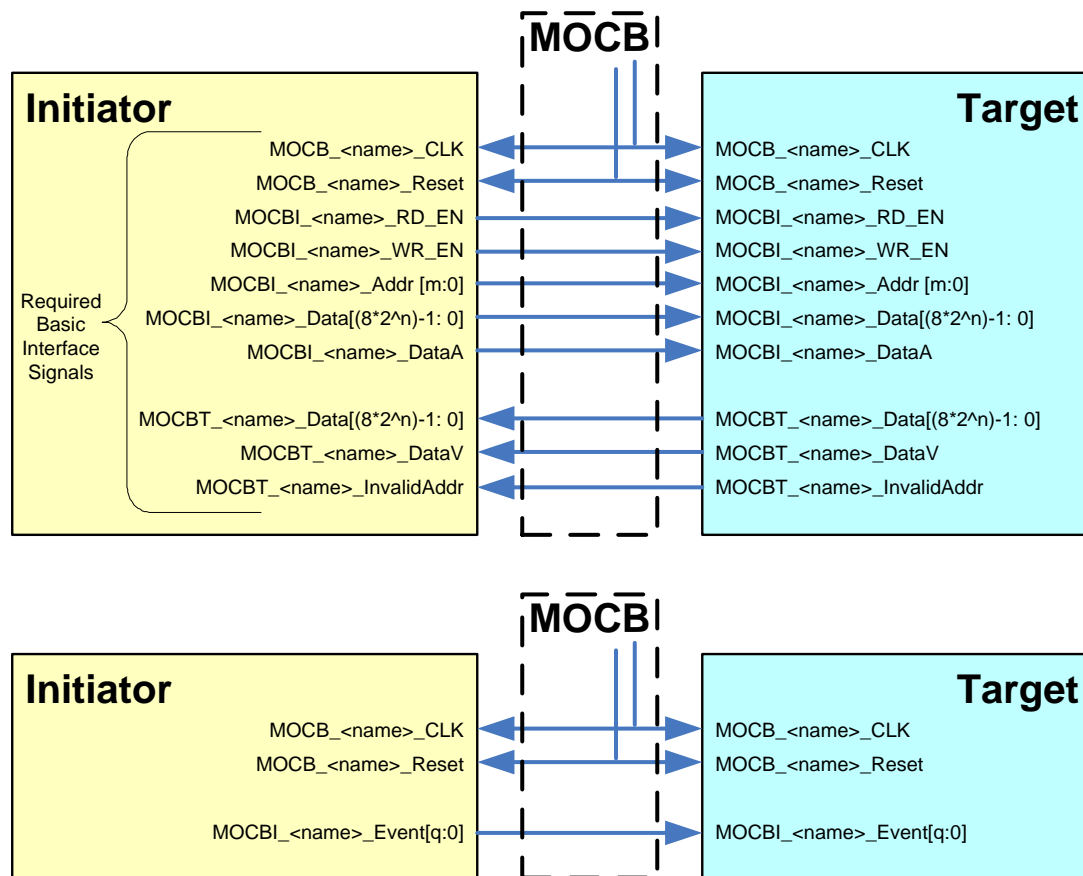 MOCB
Initiator
Target
MOCB_<name>_CLK
MOCB_<name>_CLK
MOCB_<name>_Reset
MOCB_<name>_Reset
MOCBI_<name>_RD_EN
MOCBI_<name>_RD_EN
MOCBI_<name>_WR_EN
MOCBI_<name>_WR_EN
MOCBI_<name>_Addr [m:0]
MOCBI_<name>_Addr [m:0]
Required
Basic
Interface
Signals
MOCBI_<name>_Data[(8*2^n)-1: 0]
MOCBI_<name>_Data[(8*2^n)-1: 0]
MOCBI_<name>_DataA
MOCBI_<name>_DataA
MOCBT_<name>_Data[(8*2^n)-1: 0]
MOCBT_<name>_Data[(8*2^n)-1: 0]
MOCBT_<name>_DataV
MOCBT_<name>_DataV
MOCBT_<name>_InvalidAddr
MOCBT_<name>_InvalidAddr
MOCB
Initiator
Target
MOCB_<name>_CLK
MOCB_<name>_CLK
MOCB_<name>_Reset
MOCB_<name>_Reset
MOCBI_<name>_Event[q:0]
MOCBI_<name>_Event[q:0]